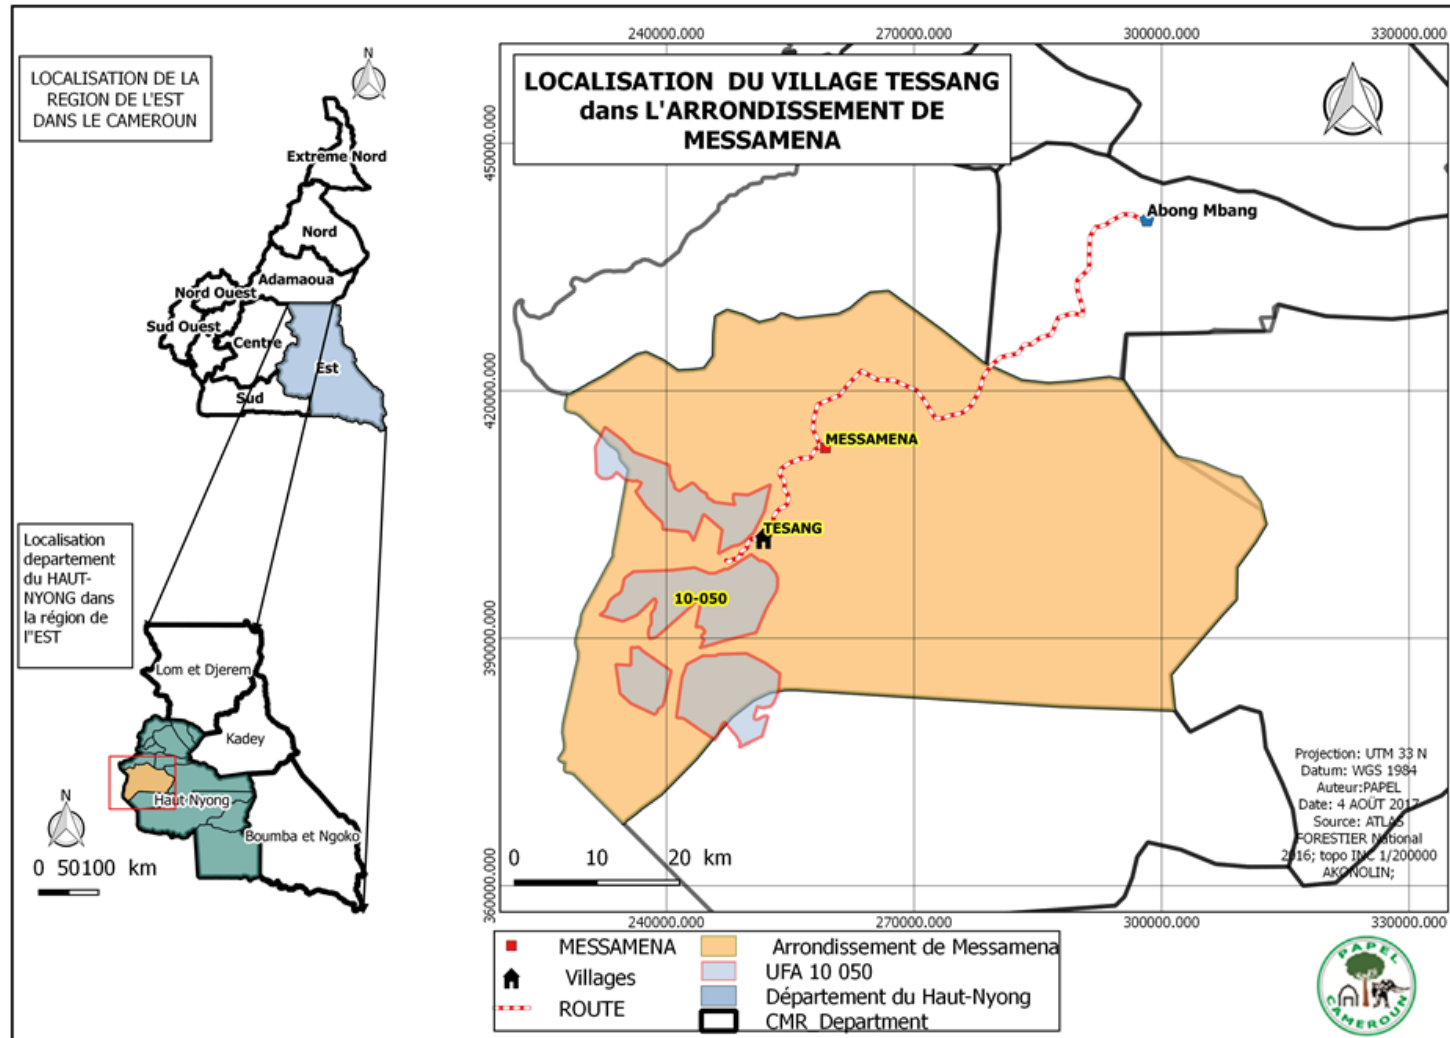 LOCALISATION DE LA
REGION DE L'EST
DANS LE CAMEROUN
N
Extreme Nord
Nord
Adamaoua
Nord Ouest
Sud Ouest
Centre
Est
Sud
Localisation
departement
du HAUT-
NYONG dans
la région de
l"EST
Lom et Djerem
Kadey
Haut Nyong
Boumba et Ngoko
N
0 50100 km
240000.000 270000.000 300000.000 330000.000
LOCALISATION DU VILLAGE TESSANG
dans L'ARRONDISSEMENT DE
MESSAMENA
450000.000
420000.000
390000.000
360000.000
Abong Mbang
MESSAMENA
TESANG
10-050
Projection: UTM 33 N
Datum: WGS 1984
Auteur:PAPEL
Date: 4 AOÛT 2017
Source: ATLAS
FORESTIER National
2016; topo INC 1/200000
AKONOLIN;
0 10 20 km
240000.000 270000.000 300000.000 330000.000
MESSAMENA
Villages
ROUTE
Arrondissement de Messamena
UFA 10 050
Département du Haut-Nyong
CMR_Department
PAPEL
CAMEROUN